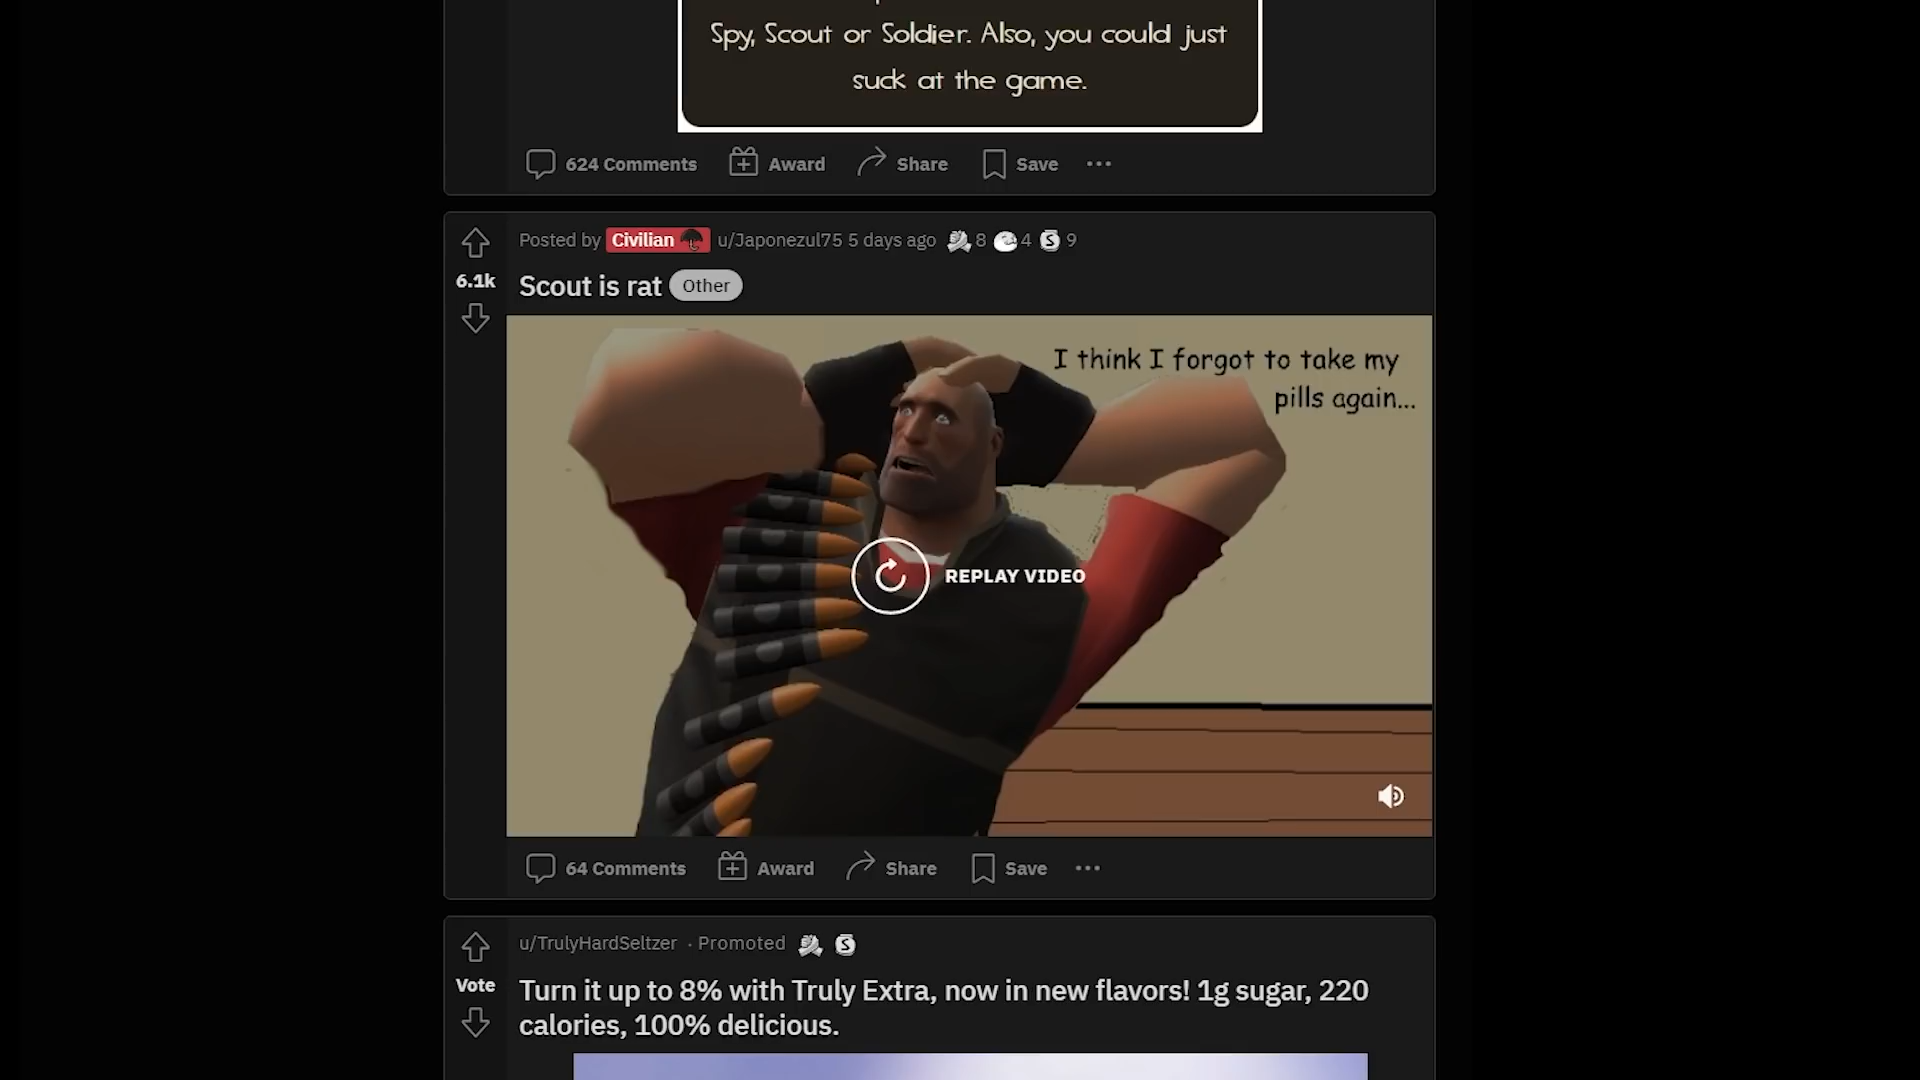 Spy, Scout or Soldier. Also, you could just
suck at the game.
624 Comments Award Share Save
Posted by Civilian u/Japonezul75 5 days ago 8 4 9
6.1k
Scout is rat Other
I think I forgot to take my
pills again...
REPLAY VIDEO
64 Comments Award Share Save
u/TrulyHardSeltzer · Promoted
Vote
Turn it up to 8% with Truly Extra, now in new flavors! 1g sugar, 220
calories, 100% delicious.